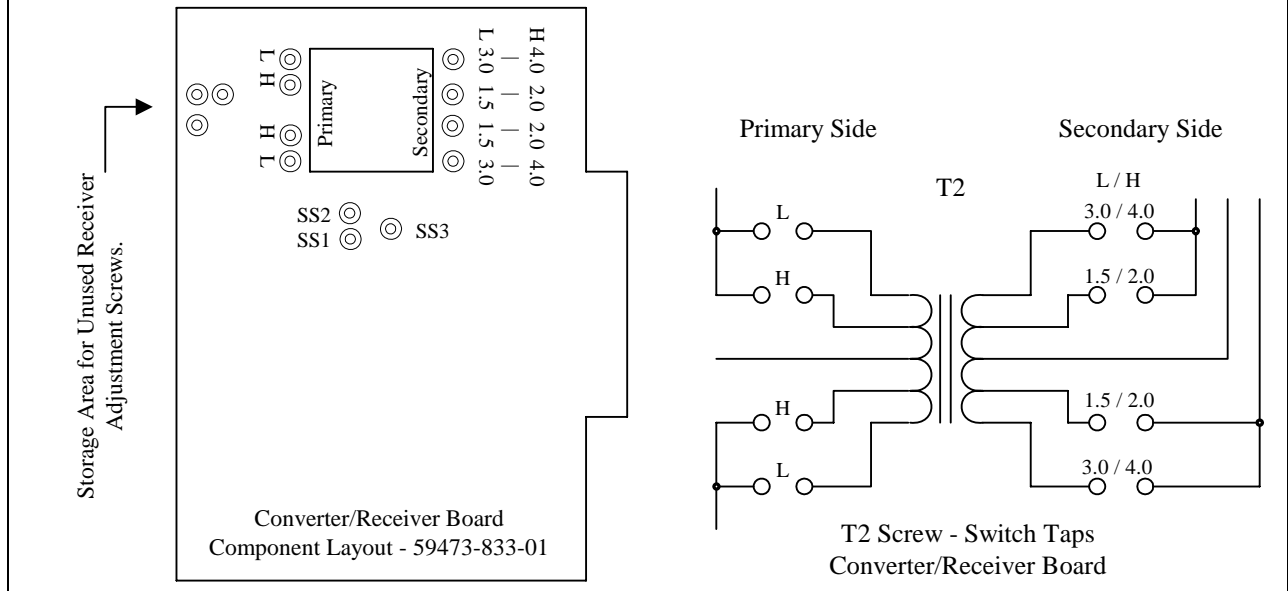 Storage Area for Unused Receiver
Adjustment Screws.
L
H
H
L
Primary
Secondary
L H
3.0 — 4.0
1.5 — 2.0
1.5 — 2.0
3.0 — 4.0
SS2
SS1
SS3
Converter/Receiver Board
Component Layout - 59473-833-01
Primary Side
Secondary Side
T2
L / H
L
3.0 / 4.0
H
1.5 / 2.0
H
1.5 / 2.0
L
3.0 / 4.0
T2 Screw - Switch Taps
Converter/Receiver Board